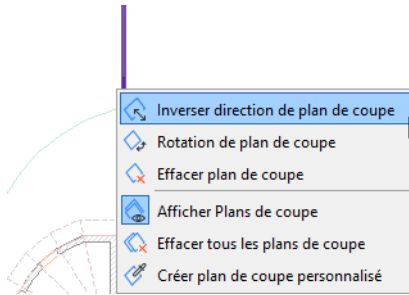 Inverser direction de plan de coupe
Rotation de plan de coupe
Effacer plan de coupe
Afficher Plans de coupe
Effacer tous les plans de coupe
Créer plan de coupe personnalisé